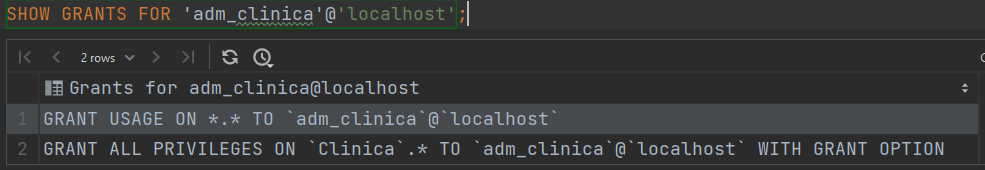 SHOW GRANTS FOR 'adm_clinica'@'localhost';
2 rows
Grants for adm_clinica@localhost
1 GRANT USAGE ON *.* TO `adm_clinica`@`localhost`
2 GRANT ALL PRIVILEGES ON `Clinica`.* TO `adm_clinica`@`localhost` WITH GRANT OPTION